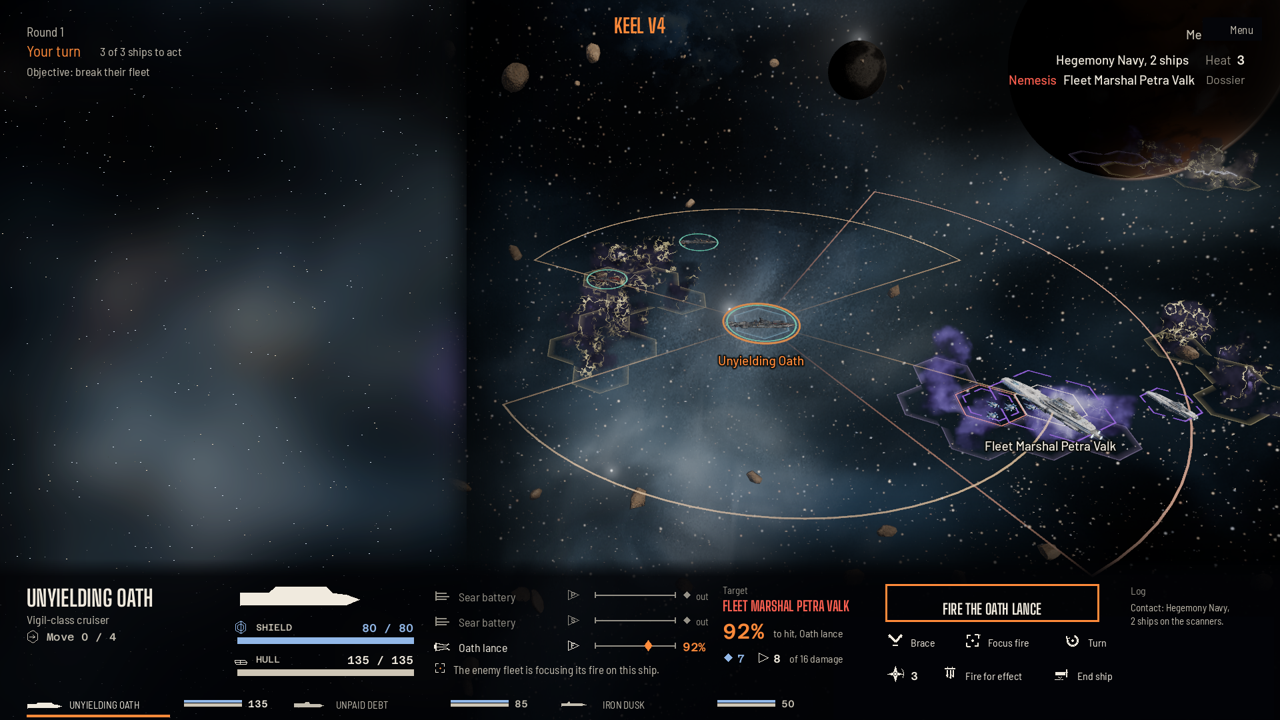 Round 1
Your turn 3 of 3 ships to act
Objective: break their fleet
KEEL V4
Me
Menu
Hegemony Navy, 2 ships Heat 3
Nemesis Fleet Marshal Petra Valk Dossier
Unyielding Oath
Fleet Marshal Petra Valk
UNYIELDING OATH
Vigil-class cruiser
Move 0 / 4
SHIELD 80 / 80
HULL 135 / 135
Sear battery out
Sear battery out
Oath lance 92%
The enemy fleet is focusing its fire on this ship.
Target
FLEET MARSHAL PETRA VALK
92% to hit, Oath lance
7 8 of 16 damage
FIRE THE OATH LANCE
Brace Focus fire Turn
3 Fire for effect End ship
Log
Contact: Hegemony Navy,
2 ships on the scanners.
UNYIELDING OATH 135 UNPAID DEBT 85 IRON DUSK 50